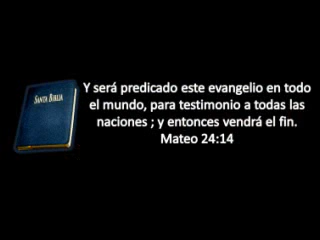 SANTA BIBLIA
Y será predicado este evangelio en todo
el mundo, para testimonio a todas las
naciones ; y entonces vendrá el fin.
Mateo 24:14